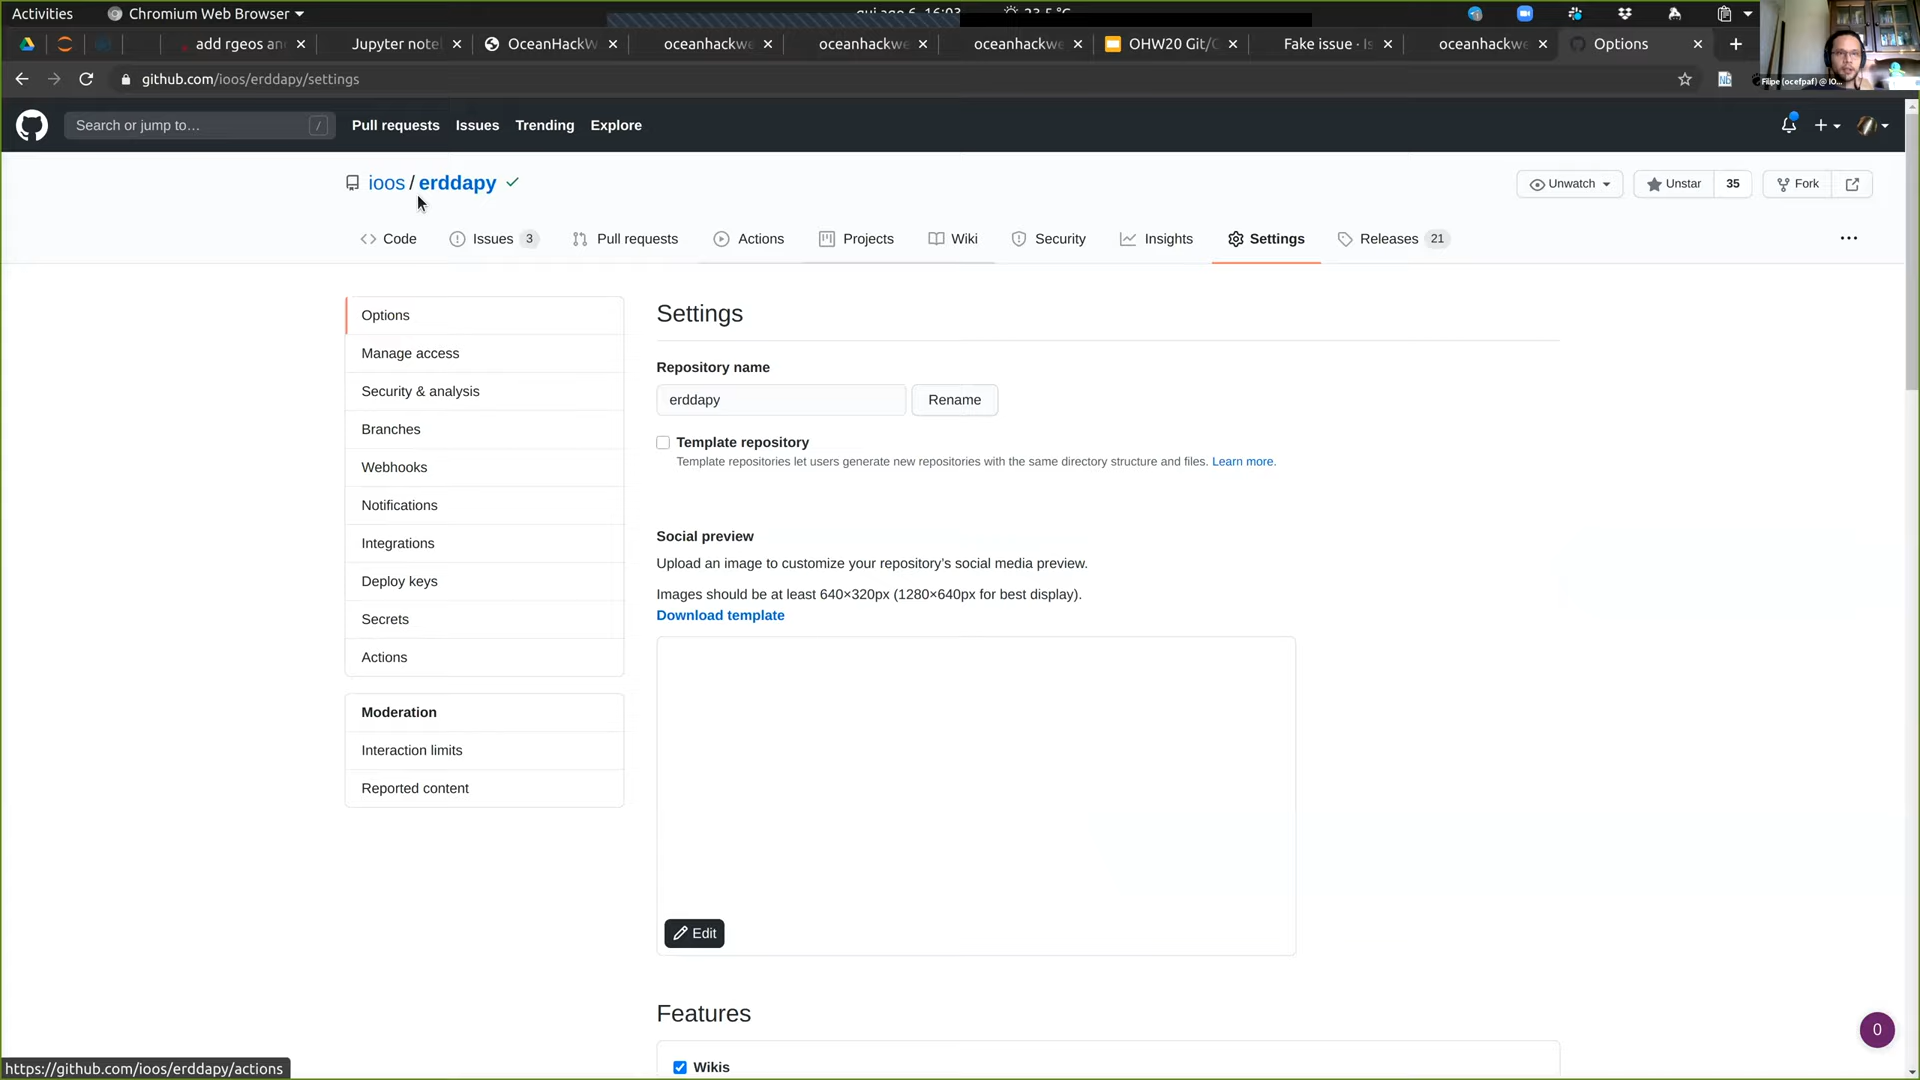 Activities
Chromium Web Browser
add rgeos an
Jupyter note
OceanHackW
oceanhackwe
oceanhackwe
oceanhackwe
OHW20 Git/
Fake issue · Is
oceanhackwe
Options
github.com/ioos/erddapy/settings
Filipe (ocefpaf) @ IO...
Search or jump to…
/
Pull requests
Issues
Trending
Explore
ioos / erddapy
Unwatch
Unstar
35
Fork
Code
Issues 3
Pull requests
Actions
Projects
Wiki
Security
Insights
Settings
Releases 21
Options
Manage access
Security & analysis
Branches
Webhooks
Notifications
Integrations
Deploy keys
Secrets
Actions
Moderation
Interaction limits
Reported content
Settings
Repository name
erddapy
Rename
Template repository
Template repositories let users generate new repositories with the same directory structure and files. Learn more.
Social preview
Upload an image to customize your repository’s social media preview.
Images should be at least 640×320px (1280×640px for best display).
Download template
Edit
Features
Wikis
0
https://github.com/ioos/erddapy/actions